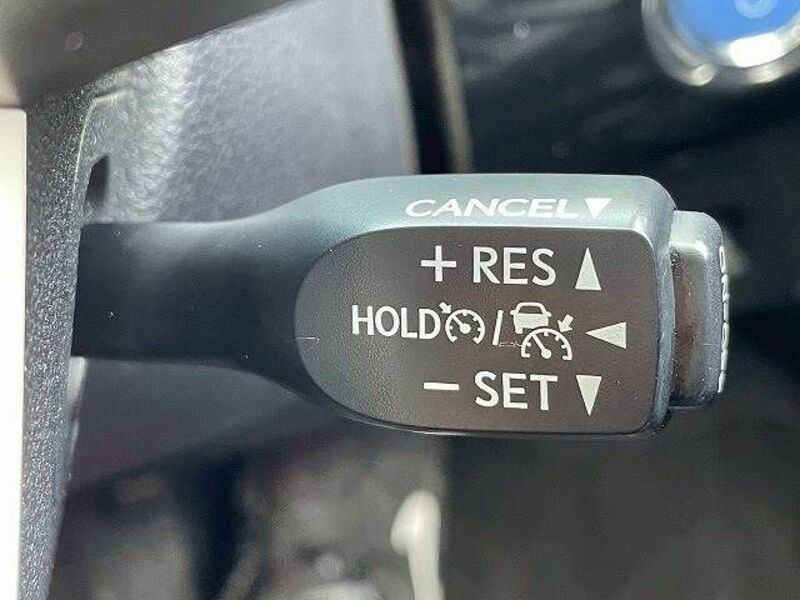 CANCEL▼
+ RES ▲
HOLD / ◀
− SET ▼